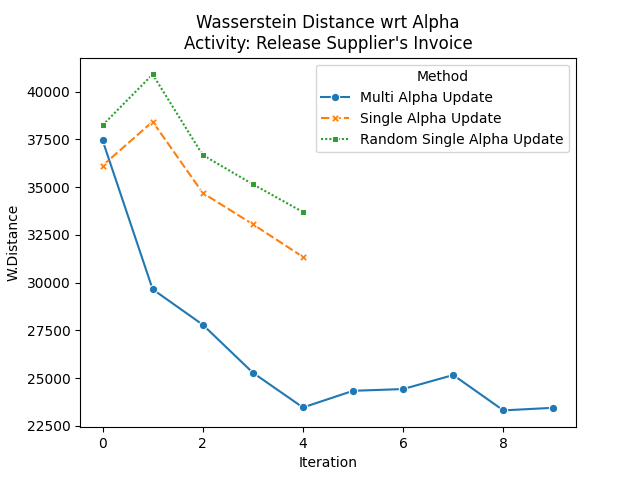 Wasserstein Distance wrt Alpha
Activity: Release Supplier's Invoice
Method
Multi Alpha Update
Single Alpha Update
Random Single Alpha Update
W.Distance
40000
37500
35000
32500
30000
27500
25000
22500
0 2 4 6 8
Iteration